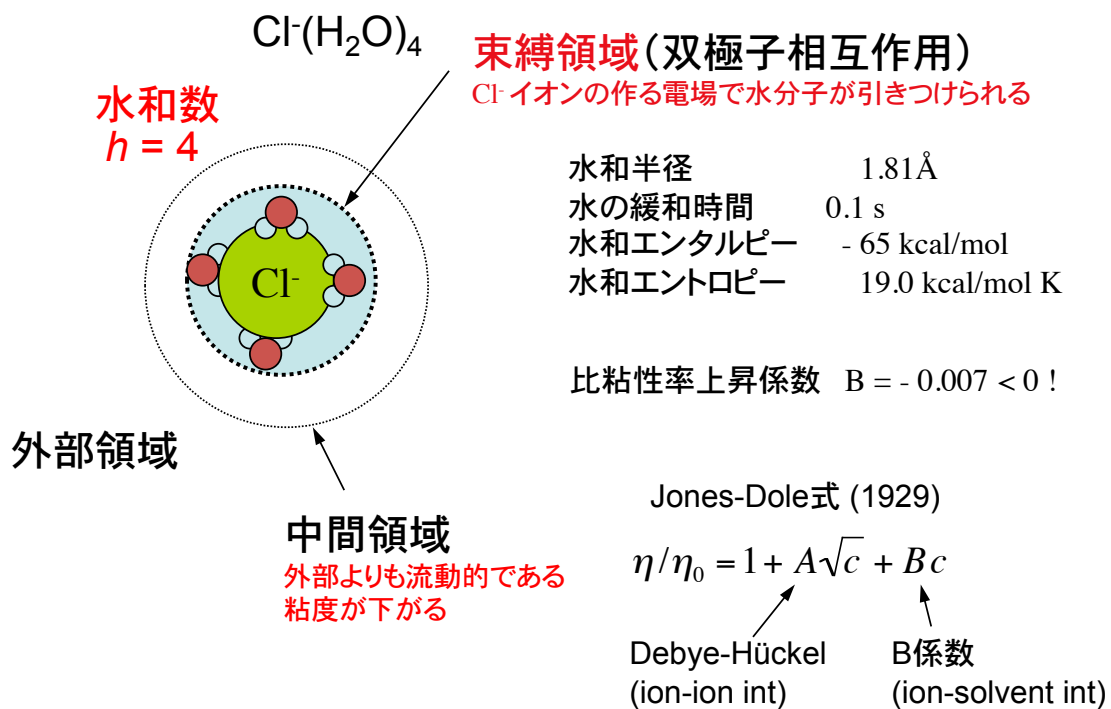 Cl⁻(H₂O)₄
束縛領域(双極子相互作用)
Cl⁻ イオンの作る電場で水分子が引きつけられる
水和数
h = 4
水和半径 1.81Å
水の緩和時間 0.1 s
水和エンタルピー - 65 kcal/mol
水和エントロピー 19.0 kcal/mol K
Cl⁻
比粘性率上昇係数 B = - 0.007 < 0 !
外部領域
中間領域
外部よりも流動的である
粘度が下がる
Jones-Dole式 (1929)
η/η₀ = 1 + A√c + Bc
Debye-Hückel
(ion-ion int)
B係数
(ion-solvent int)